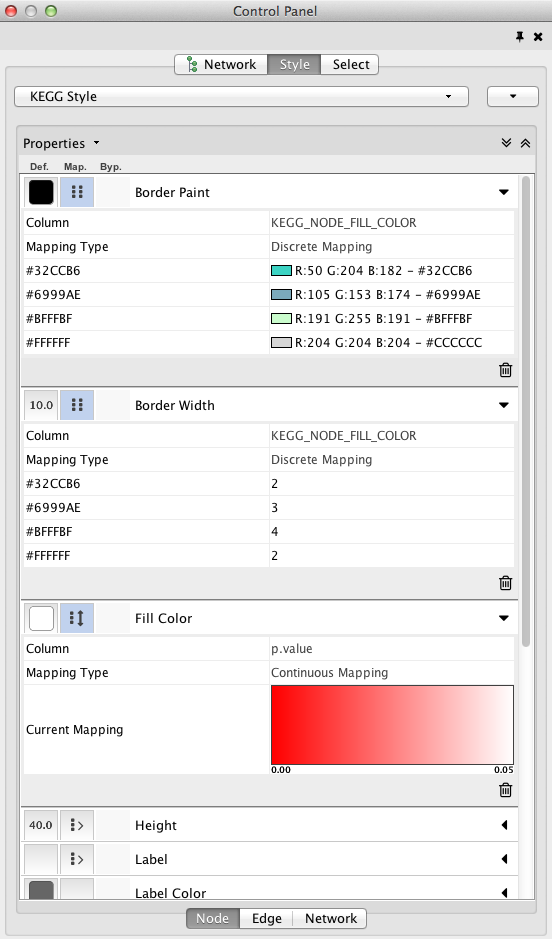 Control Panel
Network Style Select
KEGG Style
Properties
Def. Map. Byp.
Border Paint
Column KEGG_NODE_FILL_COLOR
Mapping Type Discrete Mapping
#32CCB6 R:50 G:204 B:182 - #32CCB6
#6999AE R:105 G:153 B:174 - #6999AE
#BFFFBF R:191 G:255 B:191 - #BFFFBF
#FFFFFF R:204 G:204 B:204 - #CCCCCC
10.0 Border Width
Column KEGG_NODE_FILL_COLOR
Mapping Type Discrete Mapping
#32CCB6 2
#6999AE 3
#BFFFBF 4
#FFFFFF 2
Fill Color
Column p.value
Mapping Type Continuous Mapping
Current Mapping
0.00 0.05
40.0 Height
Label
Label Color
Node Edge Network